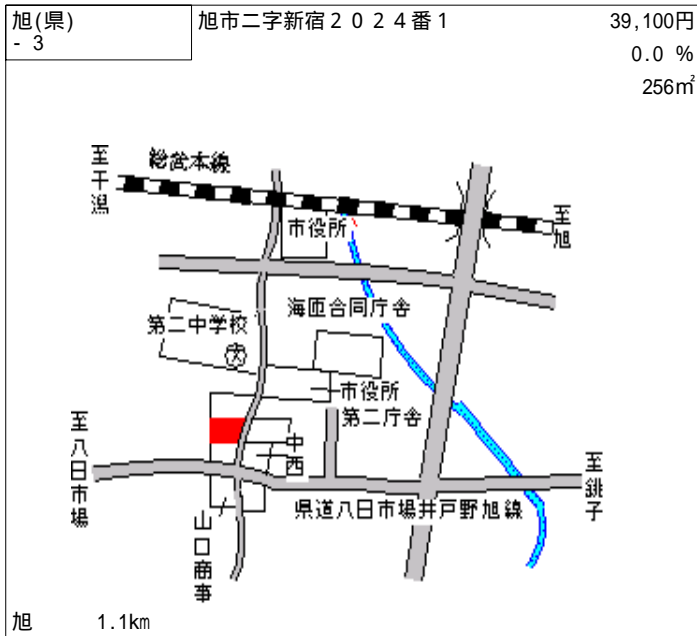 旭(県)
- 3
旭市二字新宿２０２４番１
39,100円
0.0 %
256㎡
至干潟
総武本線
至旭
市役所
海匝合同庁舎
第二中学校
文
市役所
第二庁舎
至八日市場
中西
至銚子
県道八日市場井戸野旭線
山口商事
旭 1.1km